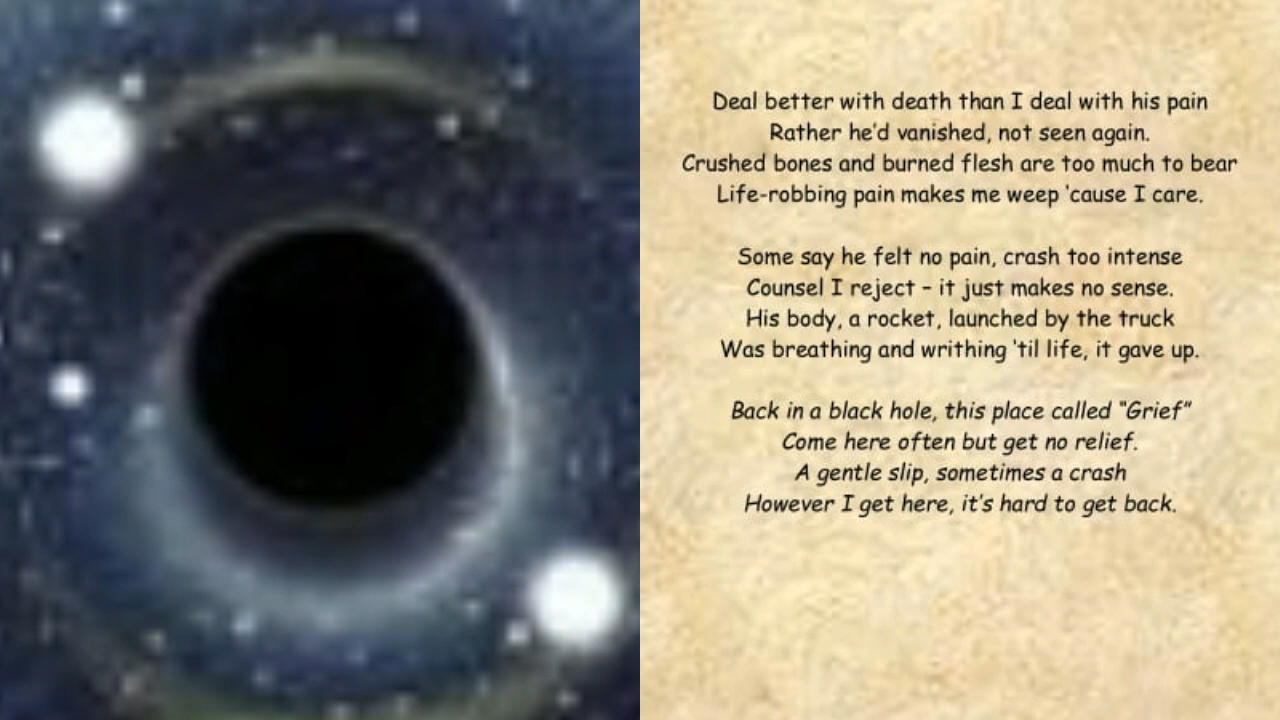 Deal better with death than I deal with his pain
Rather he'd vanished, not seen again.
Crushed bones and burned flesh are too much to bear
Life-robbing pain makes me weep 'cause I care.
Some say he felt no pain, crash too intense
Counsel I reject – it just makes no sense.
His body, a rocket, launched by the truck
Was breathing and writhing 'til life, it gave up.
Back in a black hole, this place called "Grief"
Come here often but get no relief.
A gentle slip, sometimes a crash
However I get here, it's hard to get back.